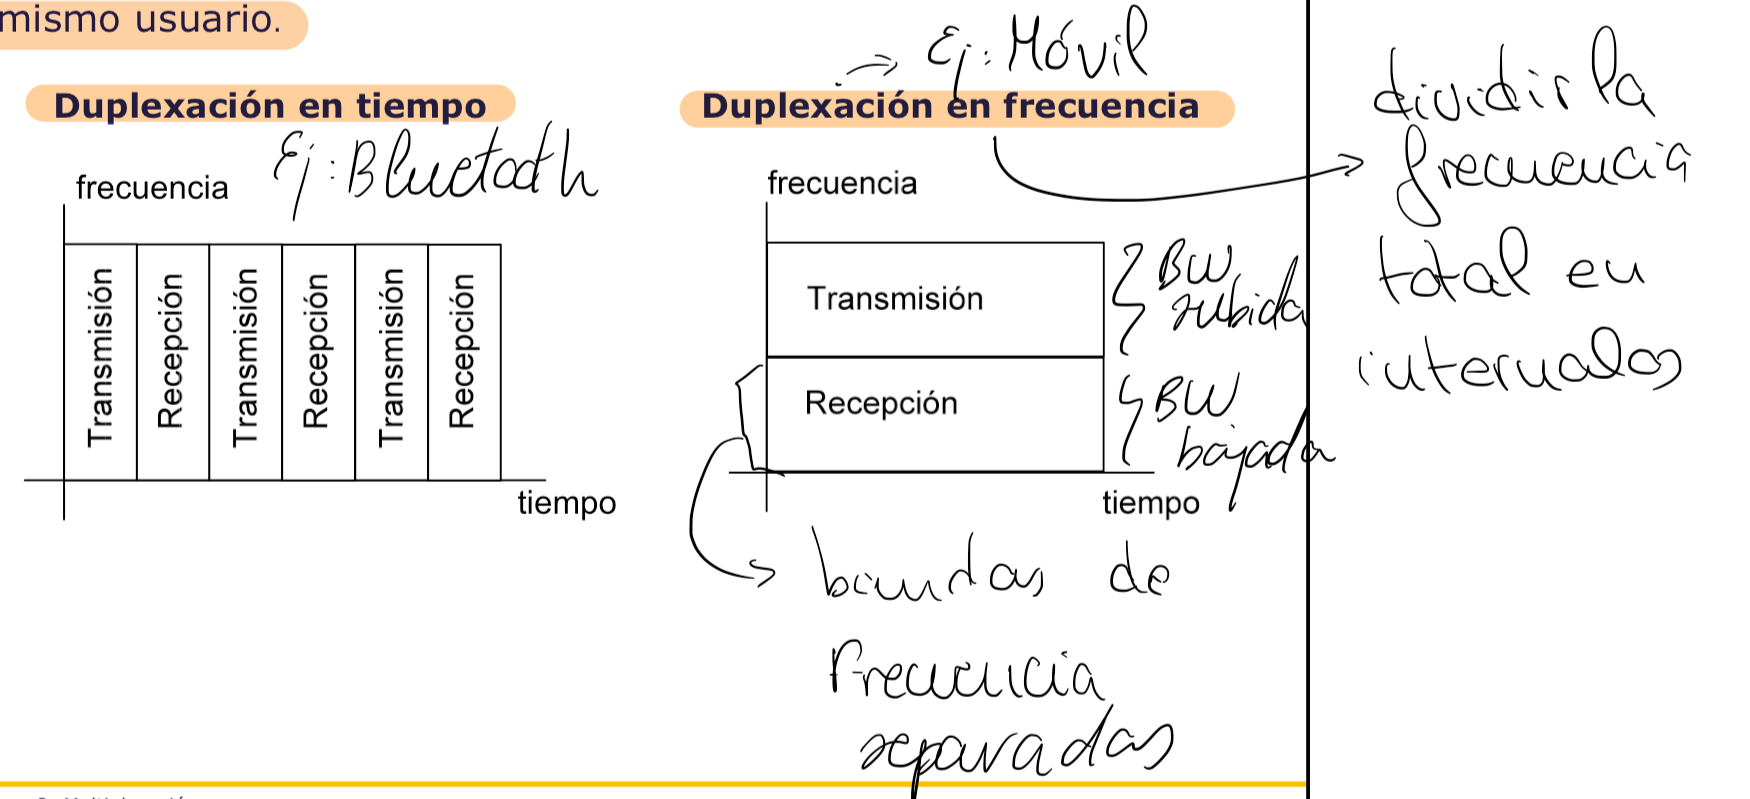 mismo usuario.
Duplexación en tiempo
Ej: Bluetooth
frecuencia
Transmisión
Recepción
Transmisión
Recepción
Transmisión
Recepción
tiempo
Ej: Móvil
Duplexación en frecuencia
frecuencia
Transmisión
BW
subida
Recepción
BW
bajada
tiempo
bandas de
frecuencia
separadas
dividir la
frecuencia
total en
intervalos